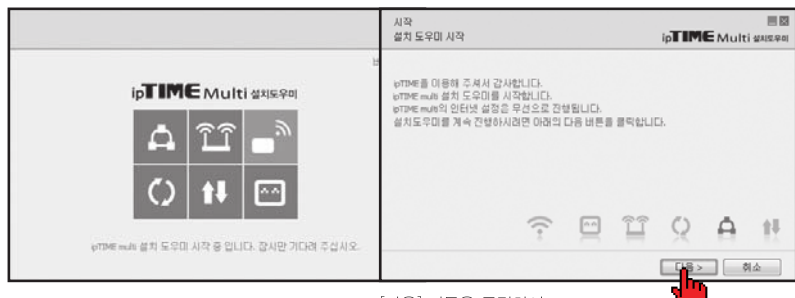 ipTIME Multi 설치도우미
ipTIME multi 설치 도우미 시작 중 입니다. 잠시만 기다려 주십시오.
시작
설치 도우미 시작
ipTIME Multi 설치도우미
ipTIME을 이용해 주셔서 감사합니다.
ipTIME multi 설치 도우미를 시작합니다.
ipTIME multi의 인터넷 설정은 무선으로 진행됩니다.
설치도우미를 계속 진행하시려면 아래의 다음 버튼을 클릭합니다.
다음 >
취소